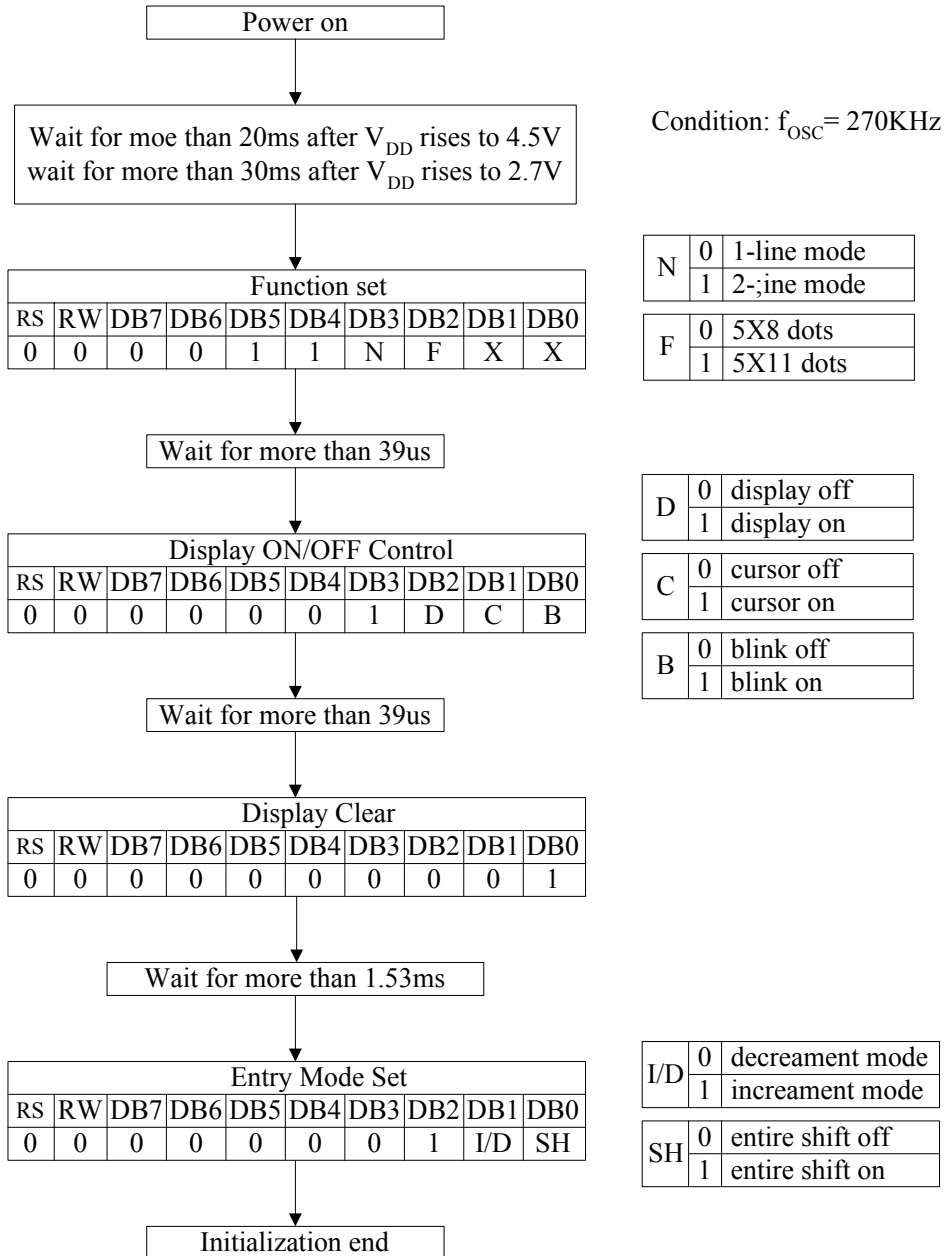 Power on
Wait for moe than 20ms after VDD rises to 4.5V
wait for more than 30ms after VDD rises to 2.7V
Condition: fOSC= 270KHz
Function set
RS RW DB7 DB6 DB5 DB4 DB3 DB2 DB1 DB0
0 0 0 0 1 1 N F X X
N 0 1-line mode
1 2-;ine mode
F 0 5X8 dots
1 5X11 dots
Wait for more than 39us
Display ON/OFF Control
RS RW DB7 DB6 DB5 DB4 DB3 DB2 DB1 DB0
0 0 0 0 0 0 1 D C B
D 0 display off
1 display on
C 0 cursor off
1 cursor on
B 0 blink off
1 blink on
Wait for more than 39us
Display Clear
RS RW DB7 DB6 DB5 DB4 DB3 DB2 DB1 DB0
0 0 0 0 0 0 0 0 0 1
Wait for more than 1.53ms
Entry Mode Set
RS RW DB7 DB6 DB5 DB4 DB3 DB2 DB1 DB0
0 0 0 0 0 0 0 1 I/D SH
I/D 0 decreament mode
1 increament mode
SH 0 entire shift off
1 entire shift on
Initialization end